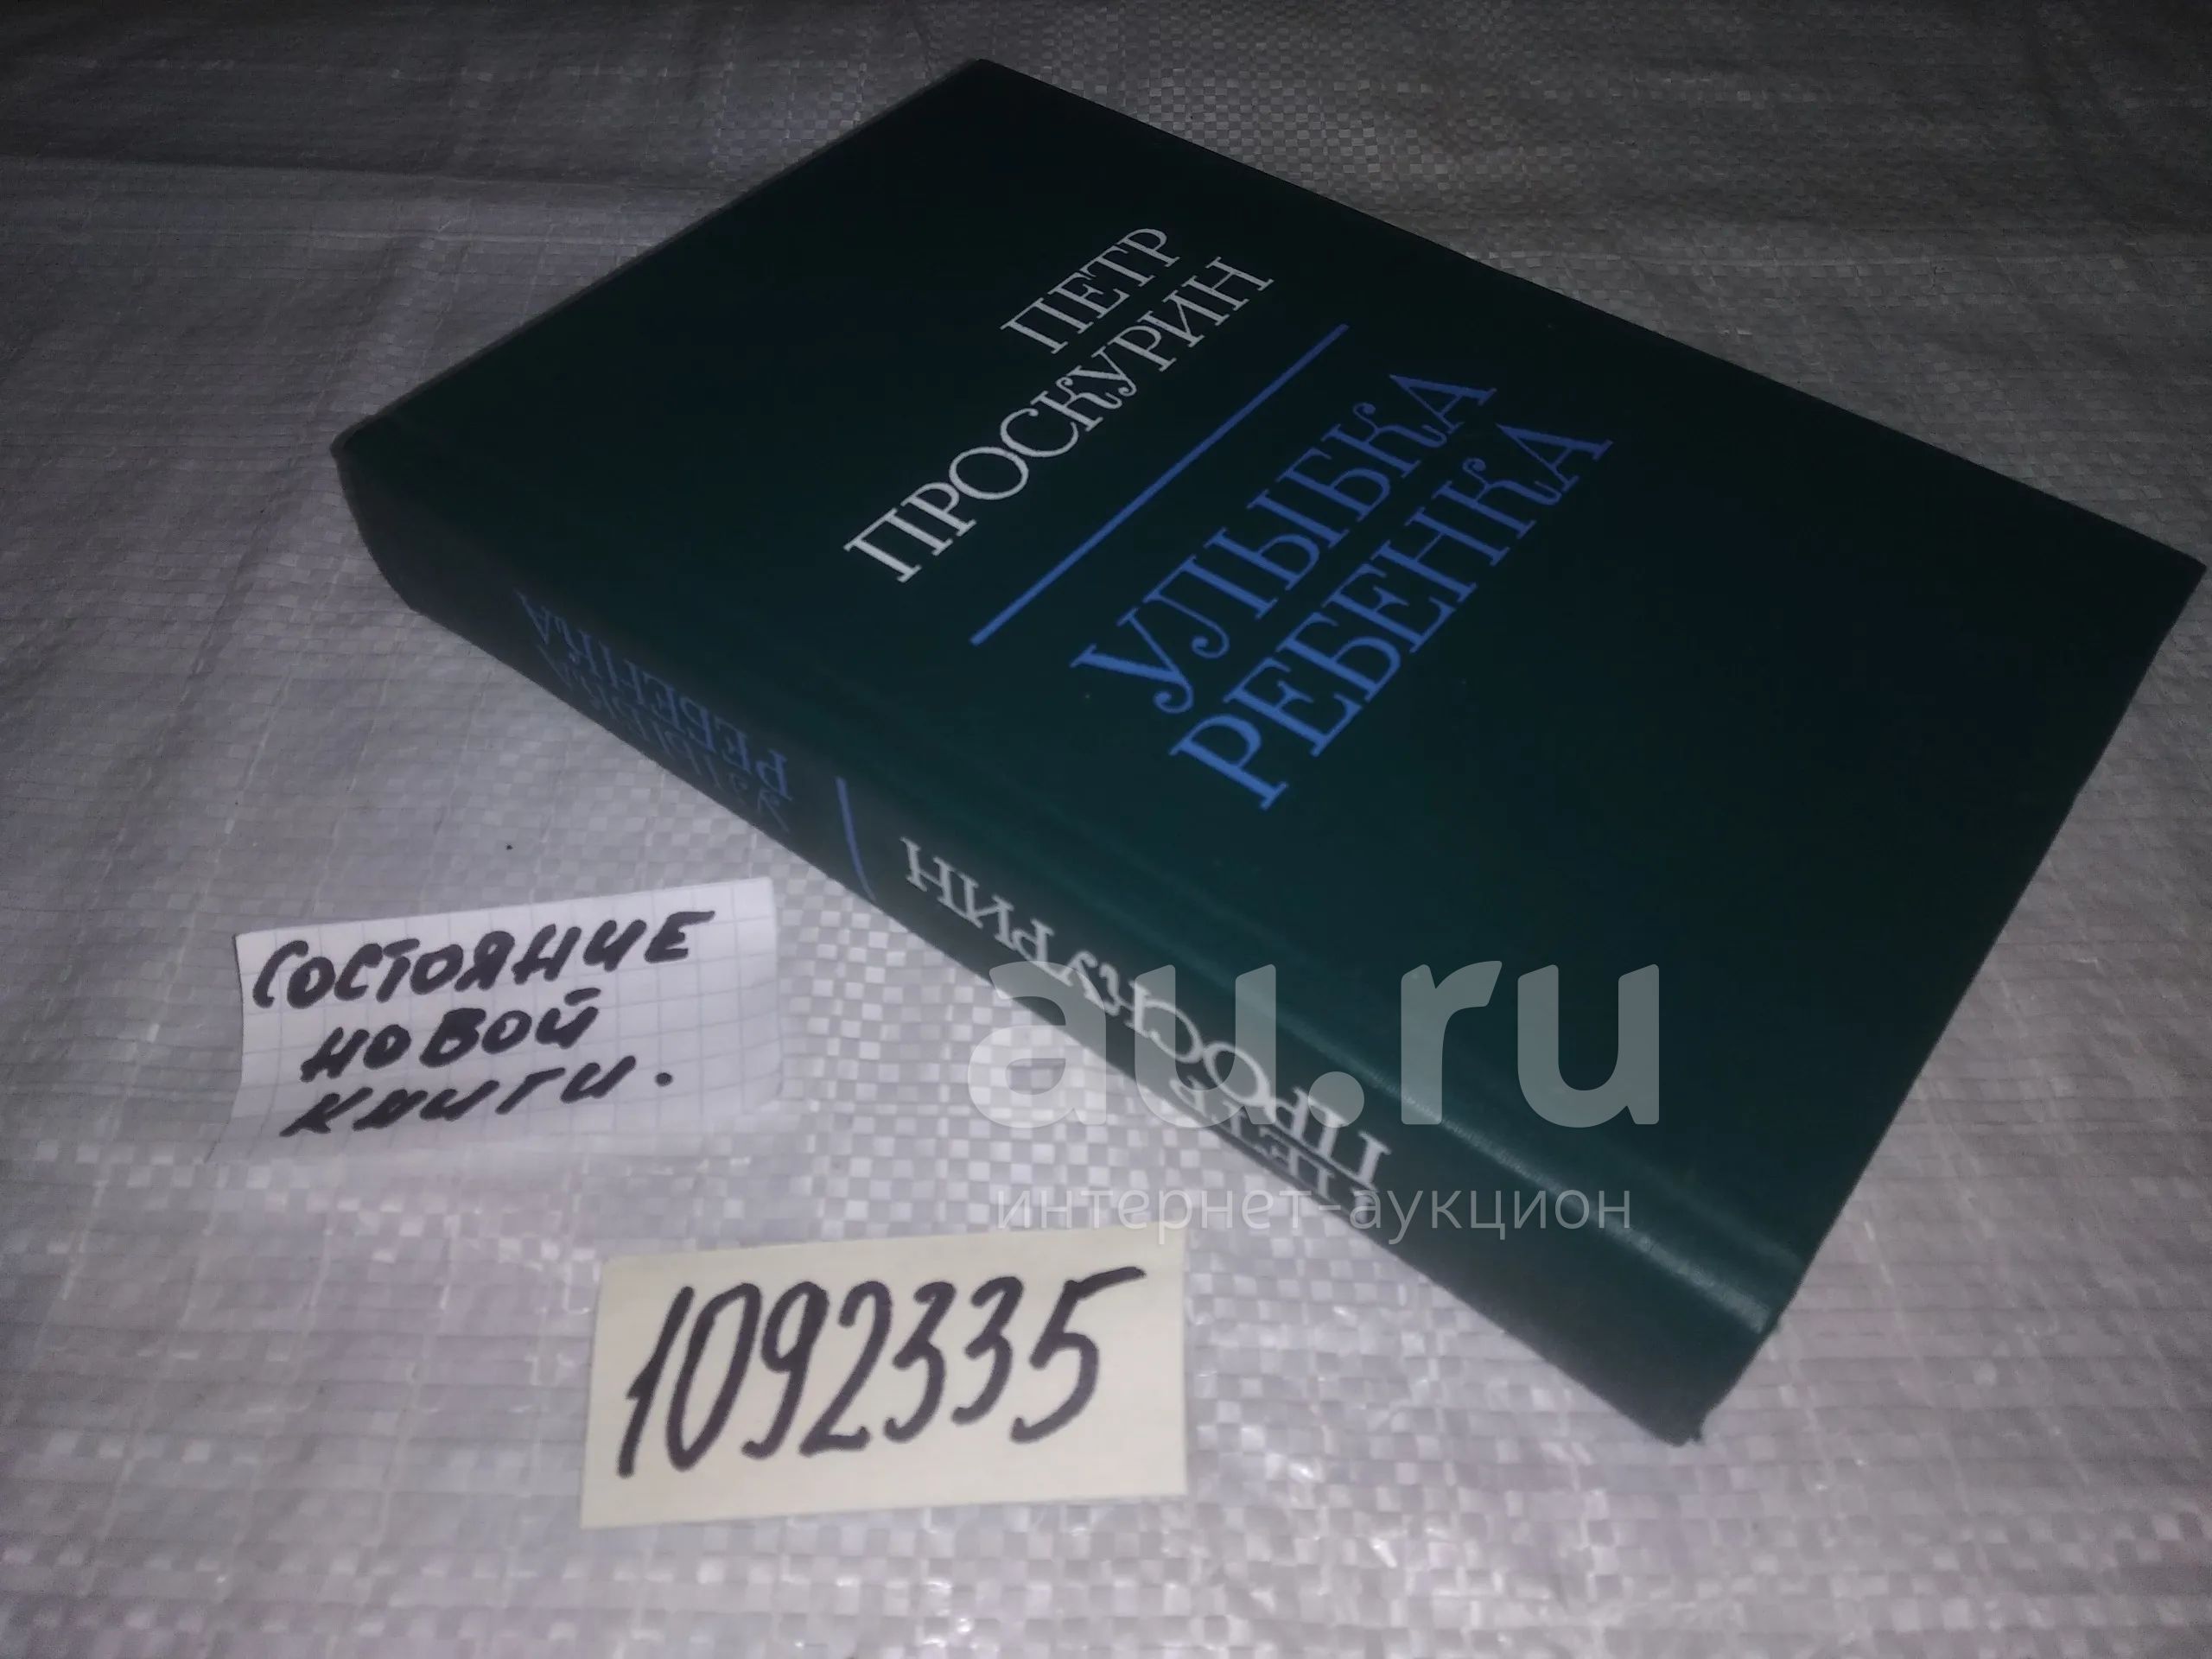 ПЕТР
ПРОСКУРИН
УЛЫБКА
РЕБЕНКА
ПЕТР
ПРОСКУРИН
УЛЫБКА
РЕБЕНКА
СОСТОЯНИЕ
НОВОЙ
КНИГИ.
1092335
au.ru
интернет-аукцион